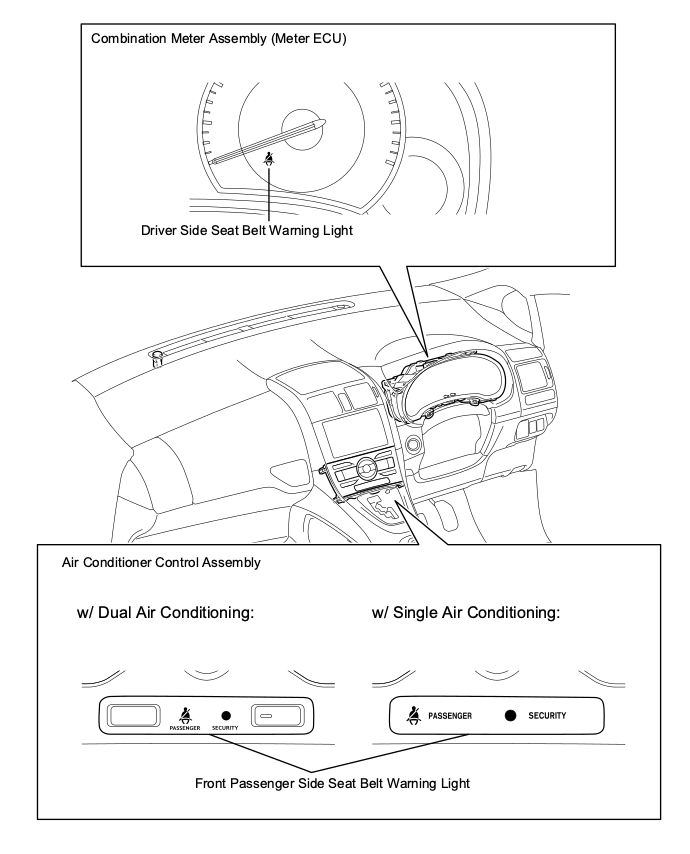 Combination Meter Assembly (Meter ECU)
Driver Side Seat Belt Warning Light
Air Conditioner Control Assembly
w/ Dual Air Conditioning:
w/ Single Air Conditioning:
PASSENGER
SECURITY
PASSENGER
SECURITY
Front Passenger Side Seat Belt Warning Light